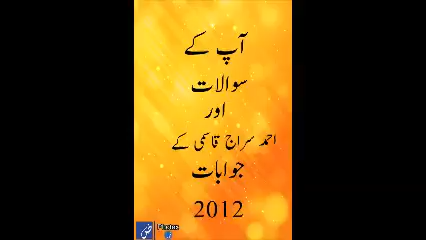 آپ کے
سوالات
اور
احمد سراج قاسمی کے
جوابات
2012